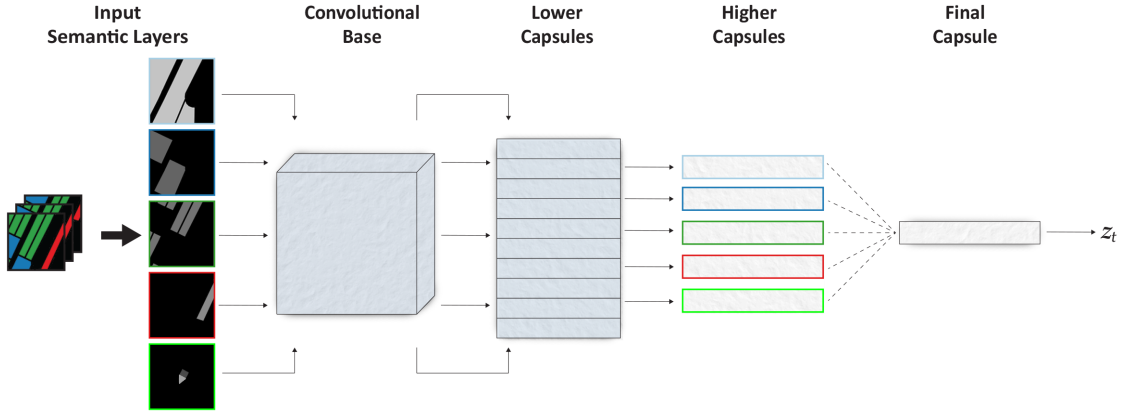 Input
Semantic Layers
Convolutional
Base
Lower
Capsules
Higher
Capsules
Final
Capsule
z_t